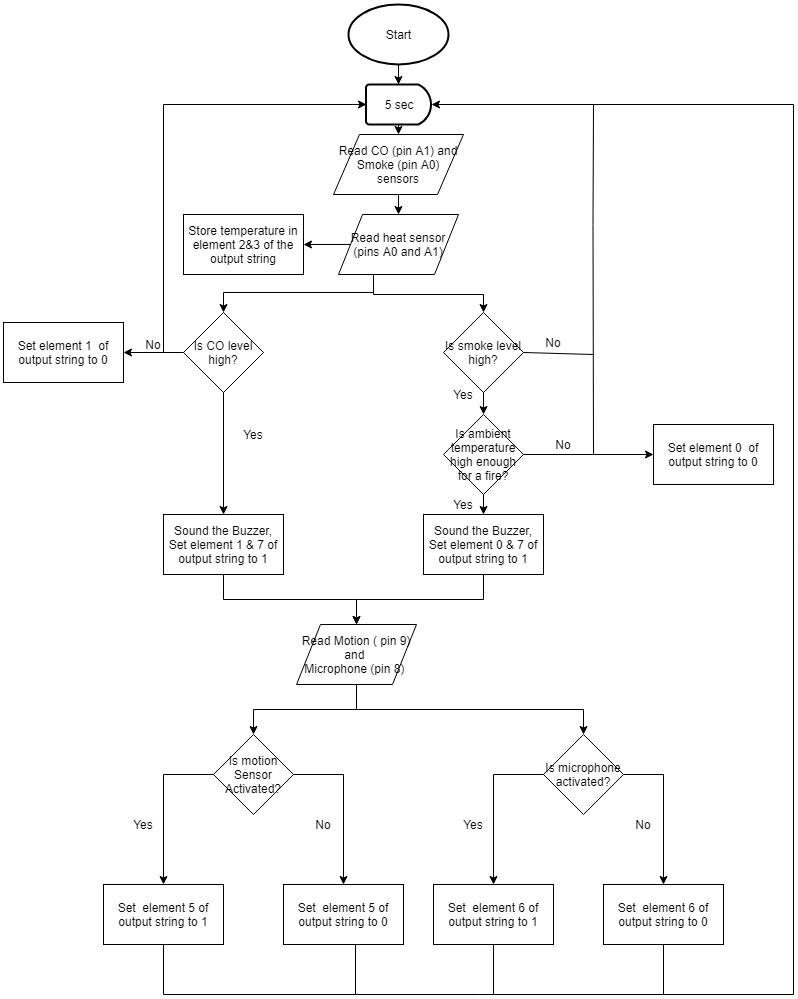 Start
5 sec
Read CO (pin A1) and
Smoke (pin A0)
sensors
Store temperature in
element 2&3 of the
output string
Read heat sensor
(pins A0 and A1)
Set element 1 of
output string to 0
No
Is CO level
high?
Is smoke level
high?
No
Yes
Yes
Is ambient
temperature
high enough
for a fire?
No
Set element 0 of
output string to 0
Yes
Sound the Buzzer,
Set element 1 & 7 of
output string to 1
Sound the Buzzer,
Set element 0 & 7 of
output string to 1
Read Motion ( pin 9)
and
Microphone (pin 8)
Is motion
Sensor
Activated?
Is microphone
activated?
Yes
No
Yes
No
Set element 5 of
output string to 1
Set element 5 of
output string to 0
Set element 6 of
output string to 1
Set element 6 of
output string to 0